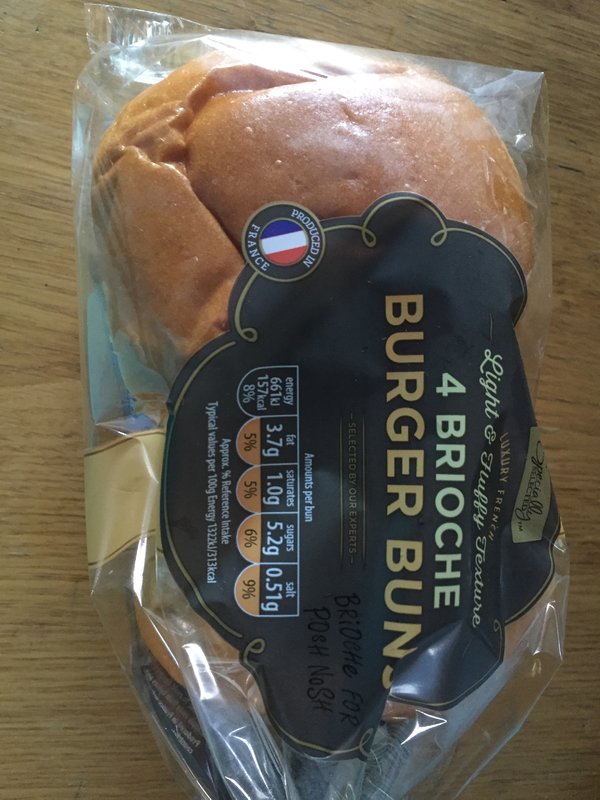 Specially
SELECTED
LUXURY FRENCH
Light & Fluffy Texture
4 BRIOCHE
BURGER BUNS
— SELECTED BY OUR EXPERTS —
PRODUCED IN
FRANCE
BRiOCHe FOR
POSH NoSH
Amounts per bun
energy fat saturates sugars salt
661kJ 3.7g 1.0g 5.2g 0.51g
157kcal
8% 5% 5% 6% 9%
Approx. % Reference Intake
Typical values per 100g Energy 1322kJ/313kcal